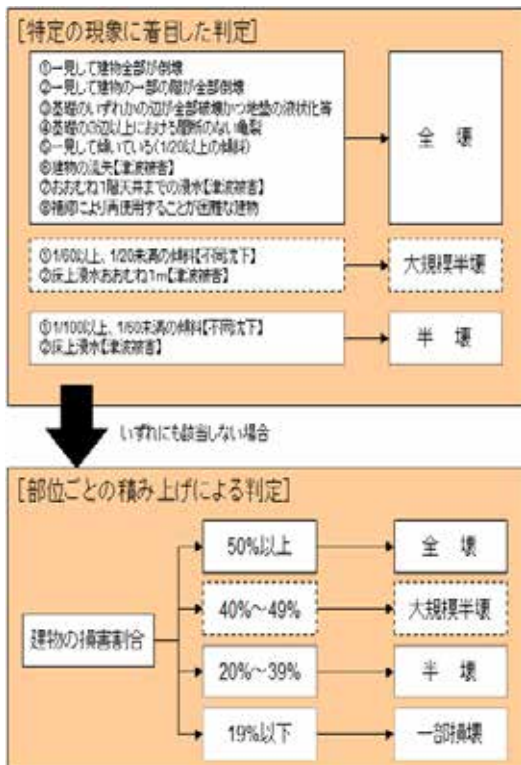 [特定の現象に着目した判定]
①一見して建物全部が倒壊
②一見して建物の一部の階が全部倒壊
③基礎のいずれかの辺が全部破壊かつ地盤の液状化等
④基礎の3辺以上における間断のない亀裂
⑤一見して傾いている(1/20以上の傾斜)
⑥建物の流失【津波被害】
⑦おおむね1階天井までの浸水【津波被害】
⑧補修により再使用することが困難な建物
全 壊
①1/60以上、1/20未満の傾斜【不同沈下】
②床上浸水おおむね1m【津波被害】
大規模半壊
①1/100以上、1/60未満の傾斜【不同沈下】
②床上浸水【津波被害】
半 壊
いずれにも該当しない場合
[部位ごとの積み上げによる判定]
建物の損害割合
50%以上
全 壊
40%～49%
大規模半壊
20%～39%
半 壊
19%以下
一部損壊